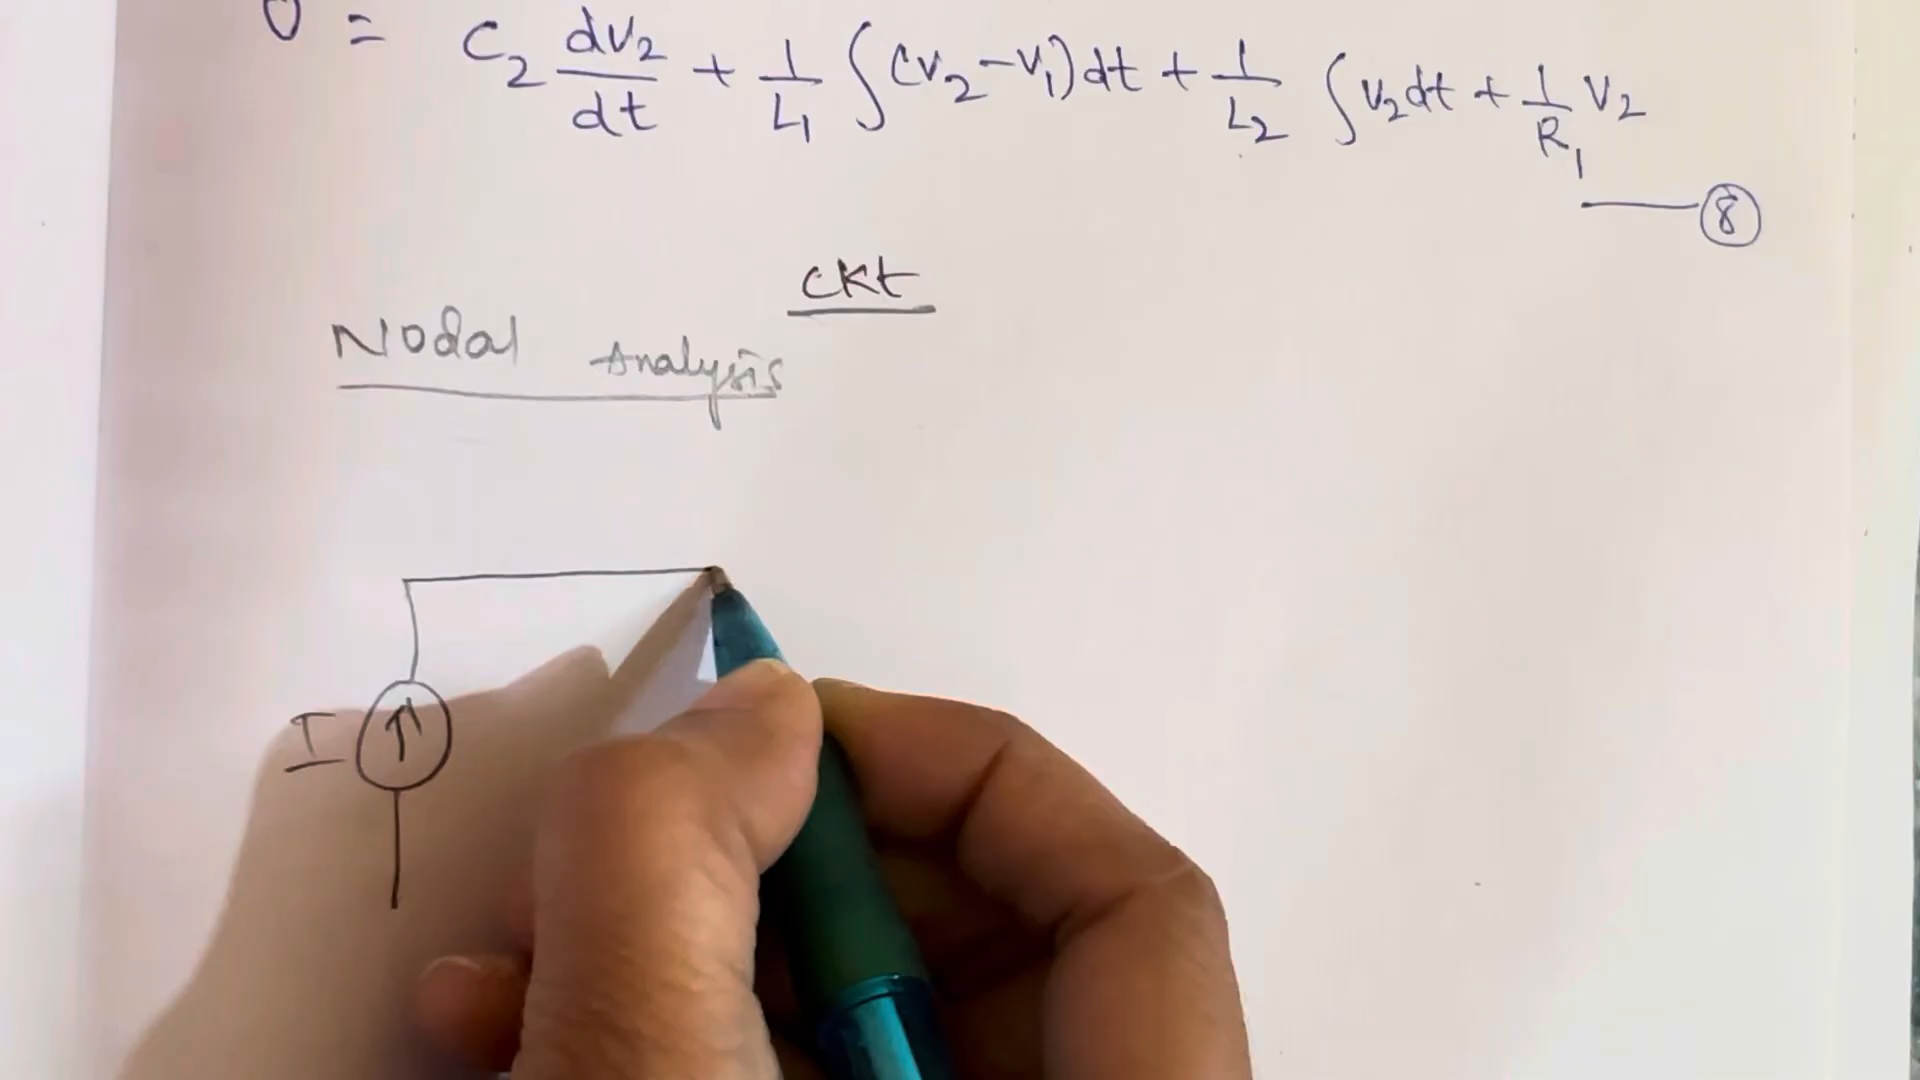 0 = C₂ dv₂/dt + 1/L₁ ∫(v₂-v₁)dt + 1/L₂ ∫v₂dt + 1/R₁ v₂
⑧
Nodal Analysis ckt
I